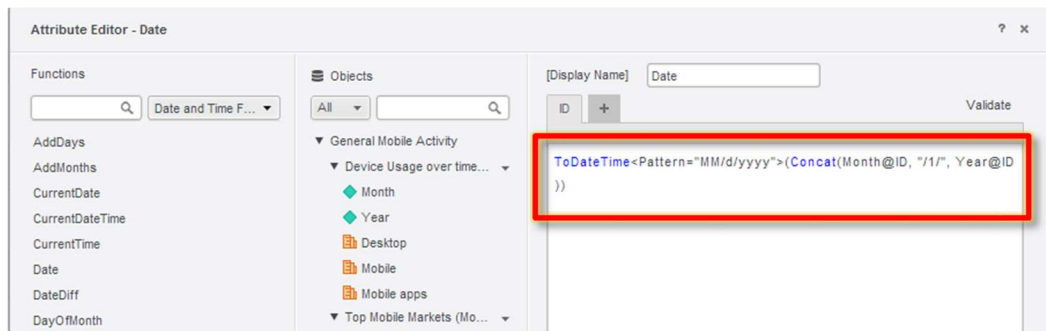 Attribute Editor - Date ? ×
Functions
Date and Time F...
AddDays
AddMonths
CurrentDate
CurrentDateTime
CurrentTime
Date
DateDiff
DayOfMonth
Objects
All
General Mobile Activity
Device Usage over time...
Month
Year
Desktop
Mobile
Mobile apps
Top Mobile Markets (Mo...
[Display Name] Date
ID + Validate
ToDateTime<Pattern="MM/d/yyyy">(Concat(Month@ID, "/1/", Year@ID
))